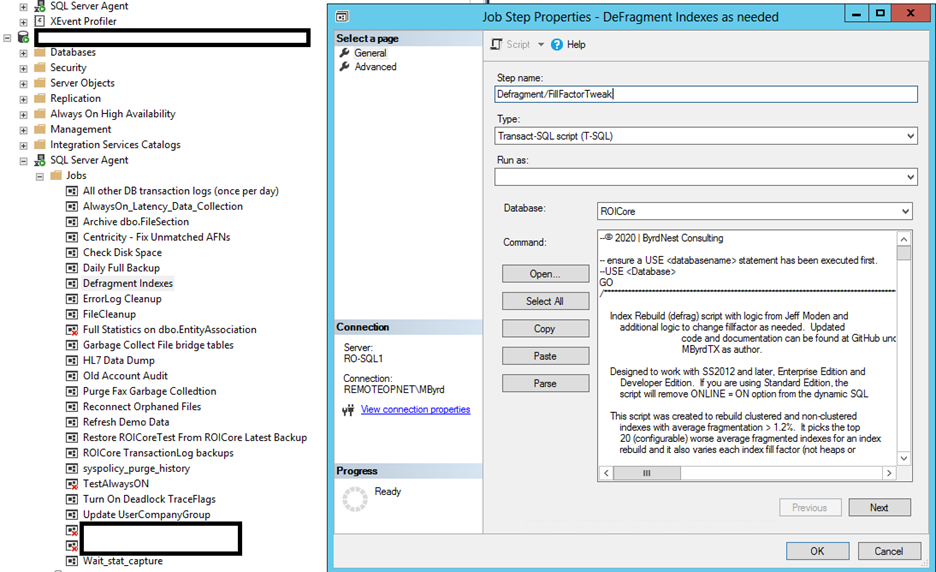 SQL Server Agent
XEvent Profiler
Databases
Security
Server Objects
Replication
Always On High Availability
Management
Integration Services Catalogs
SQL Server Agent
Jobs
All other DB transaction logs (once per day)
AlwaysOn_Latency_Data_Collection
Archive dbo.FileSection
Centricity - Fix Unmatched AFNs
Check Disk Space
Daily Full Backup
Defragment Indexes
ErrorLog Cleanup
FileCleanup
Full Statistics on dbo.EntityAssociation
Garbage Collect File bridge tables
HL7 Data Dump
Old Account Audit
Purge Fax Garbage Colledtion
Reconnect Orphaned Files
Refresh Demo Data
Restore ROICoreTest From ROICore Latest Backup
ROICore TransactionLog backups
syspolicy_purge_history
TestAlwaysON
Turn On Deadlock TraceFlags
Update UserCompanyGroup
Wait_stat_capture
Job Step Properties - DeFragment Indexes as needed
Select a page
General
Advanced
Connection
Server:
RO-SQL1
Connection:
REMOTEOPNET\MByrd
View connection properties
Progress
Ready
Script
Help
Step name:
Defragment/FillFactorTweak
Type:
Transact-SQL script (T-SQL)
Run as:
Database:
ROICore
Command:
Open...
Select All
Copy
Paste
Parse
--© 2020 | ByrdNest Consulting
-- ensure a USE <databasename> statement has been executed first.
--USE <Database>
GO
Index Rebuild (defrag) script with logic from Jeff Moden and
additional logic to change fillfactor as needed. Updated
code and documentation can be found at GitHub unc
MByrdTX as author.
Designed to work with SS2012 and later, Enterprise Edition and
Developer Edition. If you are using Standard Edition, the
script will remove ONLINE = ON option from the dynamic SQL
This script was created to rebuild clustered and non-clustered
indexes with average fragmentation > 1.2%. It picks the top
20 (configurable) worse average fragmented indexes for an index
rebuild and it also varies each index fill factor (not heaps or
Previous
Next
OK
Cancel